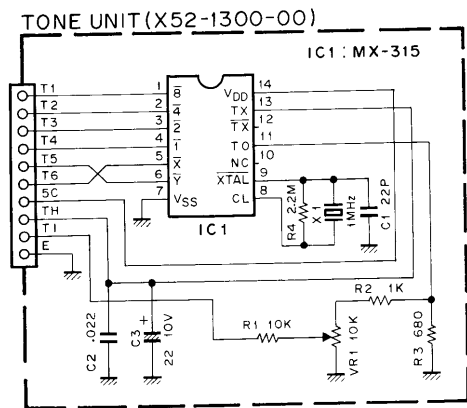 TONE UNIT (X52-1300-00)
IC1 : MX-315
T1
T2
T3
T4
T5
T6
5C
TH
TI
E
1 8
2 4
3 2
4 1
5 X
6 Y
7 VSS
VDD 14
TX 13
TX 12
TO 11
NC 10
XTAL 9
CL 8
IC1
R4 2.2M
X1
1MHz
C1 22P
C2 .022
C3 +
22 10V
R1 10K
R2 1K
VR1 10K
R3 680